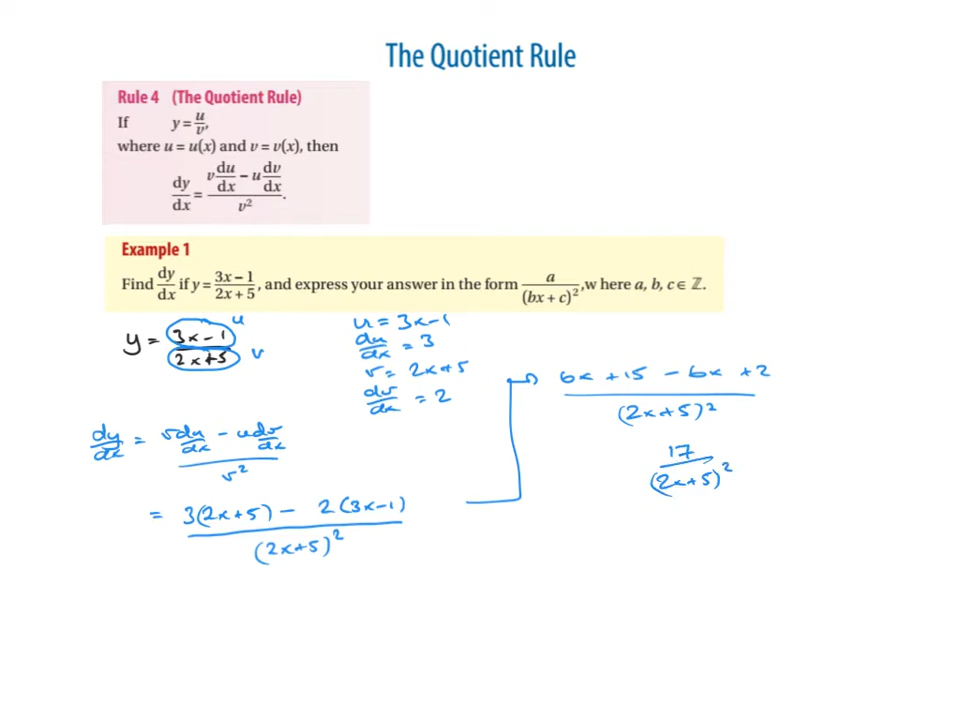 The Quotient Rule
Rule 4 (The Quotient Rule)
If y = u/v,
where u = u(x) and v = v(x), then
dy/dx = (v du/dx − u dv/dx)/v².
Example 1
Find dy/dx if y = (3x − 1)/(2x + 5), and express your answer in the form a/(bx + c)² ,w here a, b, c ∈ ℤ.
y = (3x − 1)/(2x+5) u v
u = 3x−1
du/dx = 3
v = 2x+5
dv/dx = 2
dy/dx = (v du/dx − u dv/dx)/v²
= (3(2x+5) − 2(3x−1))/(2x+5)²
(6x +15 − 6x +2)/(2x+5)²
17/(2x+5)²